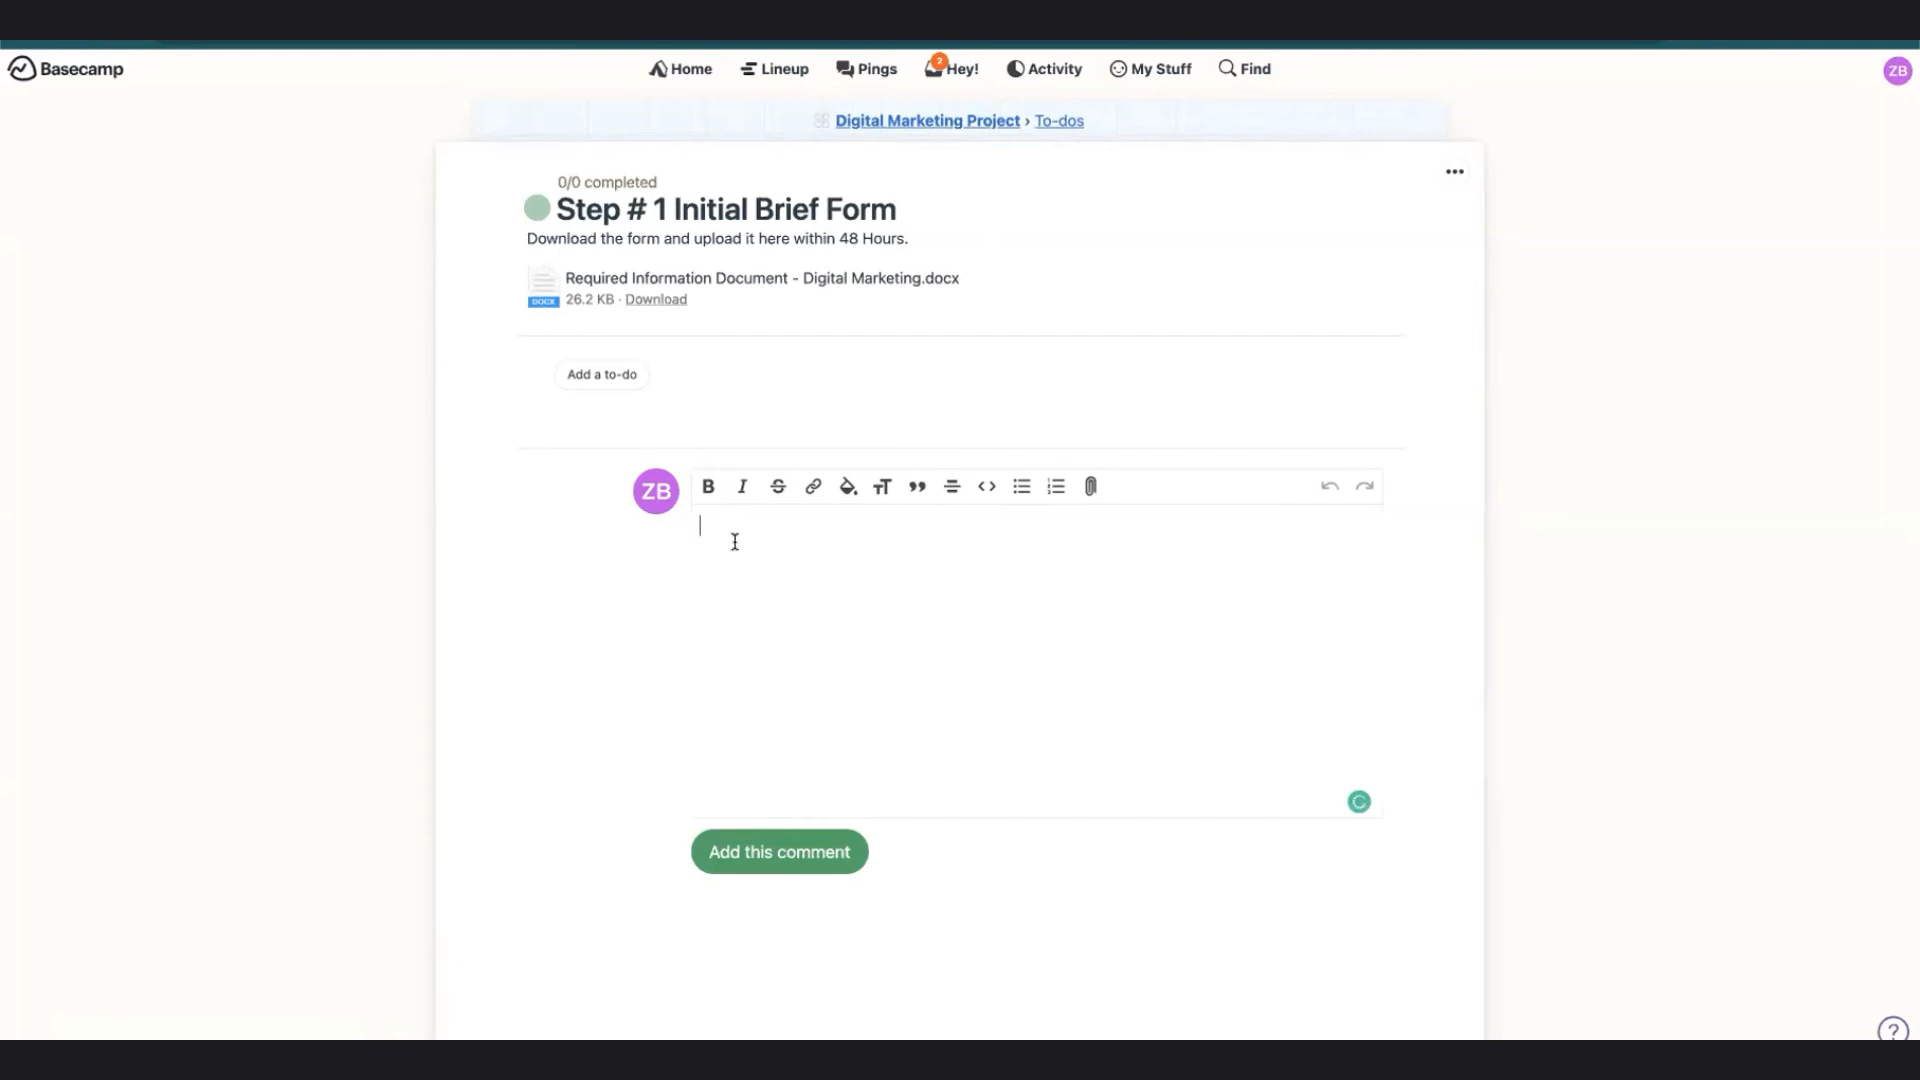 Basecamp
Home Lineup Pings 2 Hey! Activity My Stuff Find ZB
Digital Marketing Project › To-dos
0/0 completed
Step # 1 Initial Brief Form
Download the form and upload it here within 48 Hours.
Required Information Document - Digital Marketing.docx
DOCX 26.2 KB · Download
Add a to-do
ZB
Add this comment
?